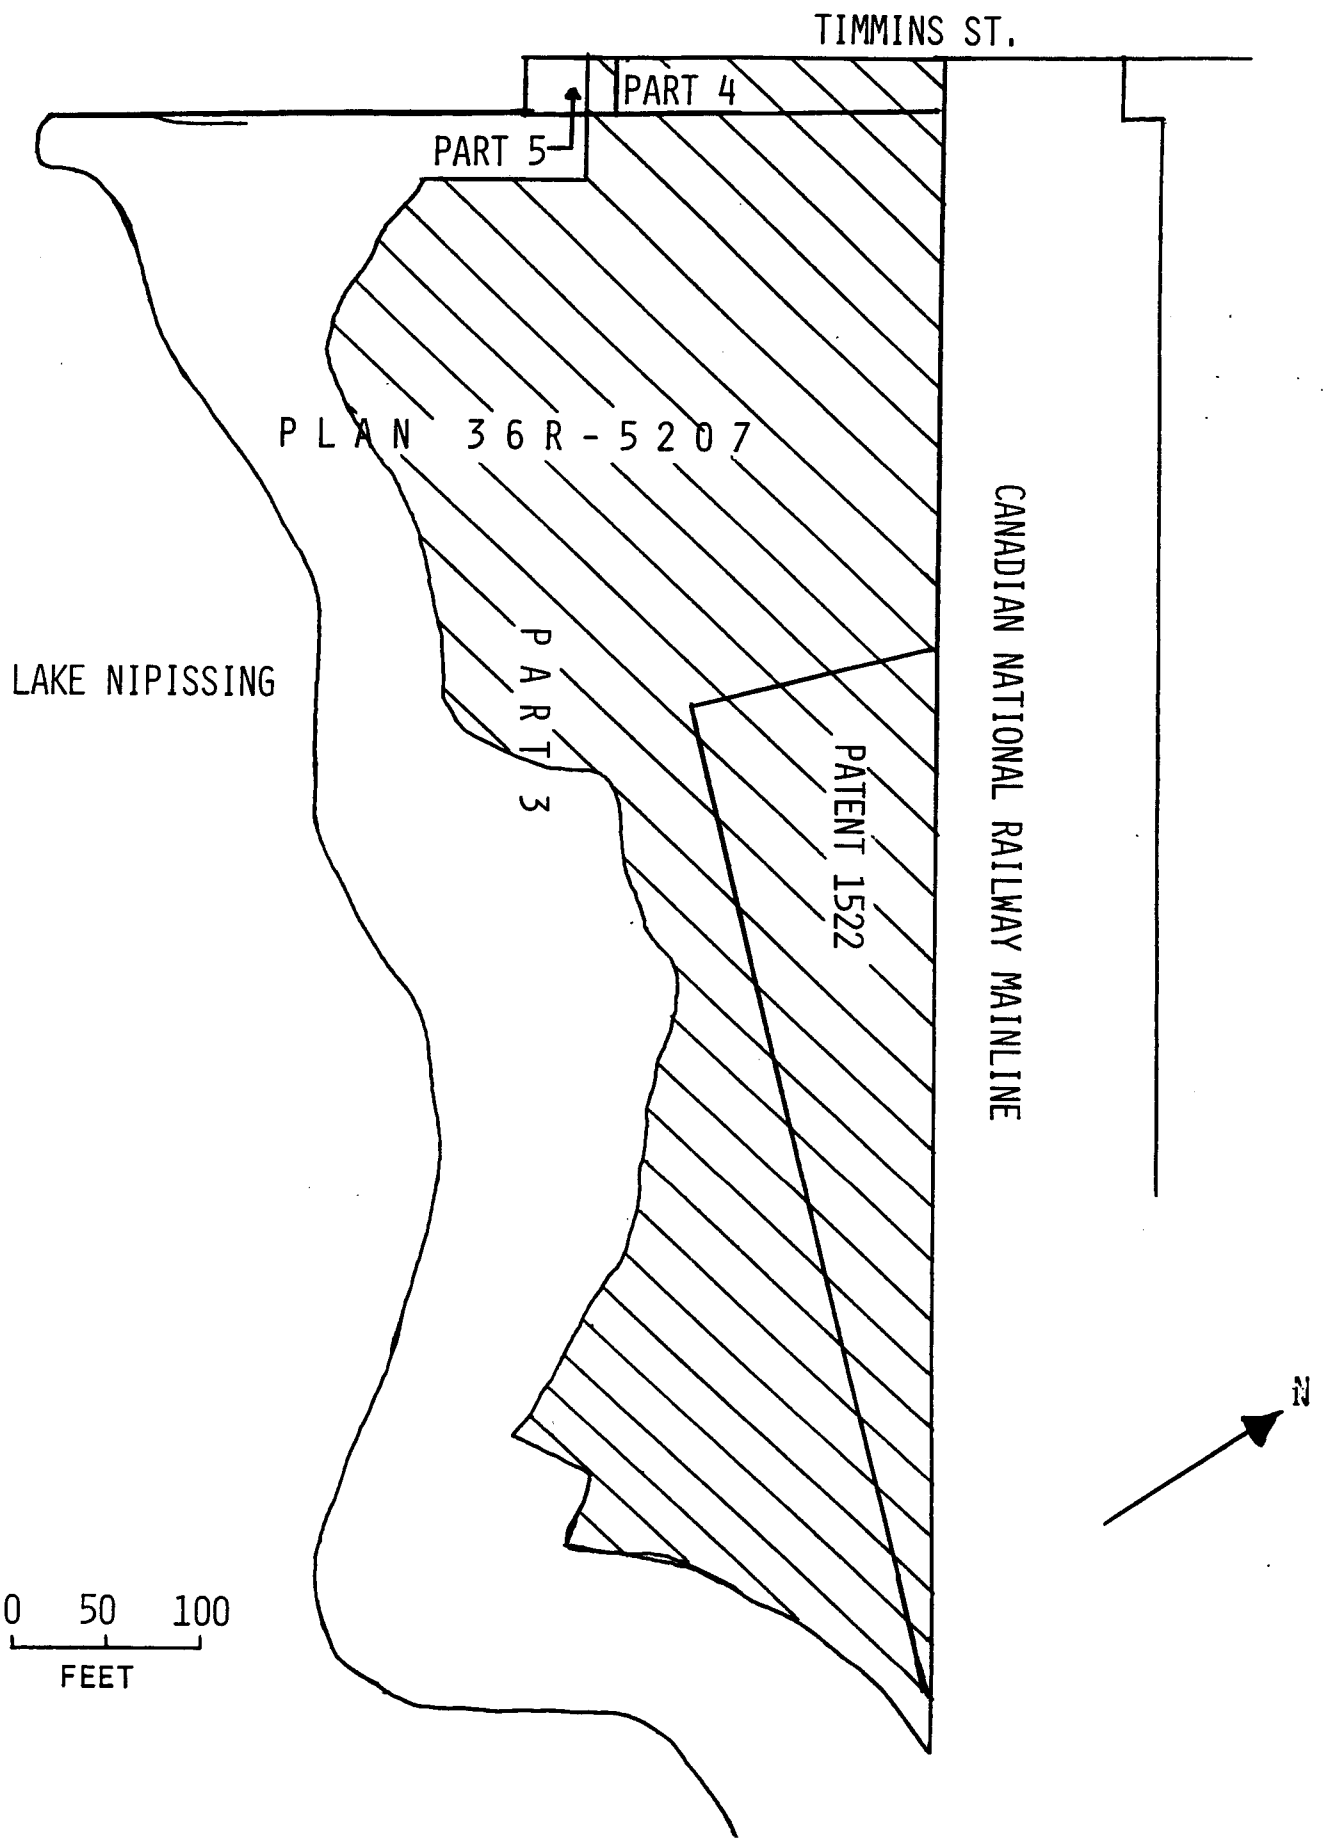 TIMMINS ST.
PART 4
PART 5
PLAN 36R-5207
CANADIAN NATIONAL RAILWAY MAINLINE
PART 3
LAKE NIPISSING
PATENT 1522
N
0 50 100
FEET